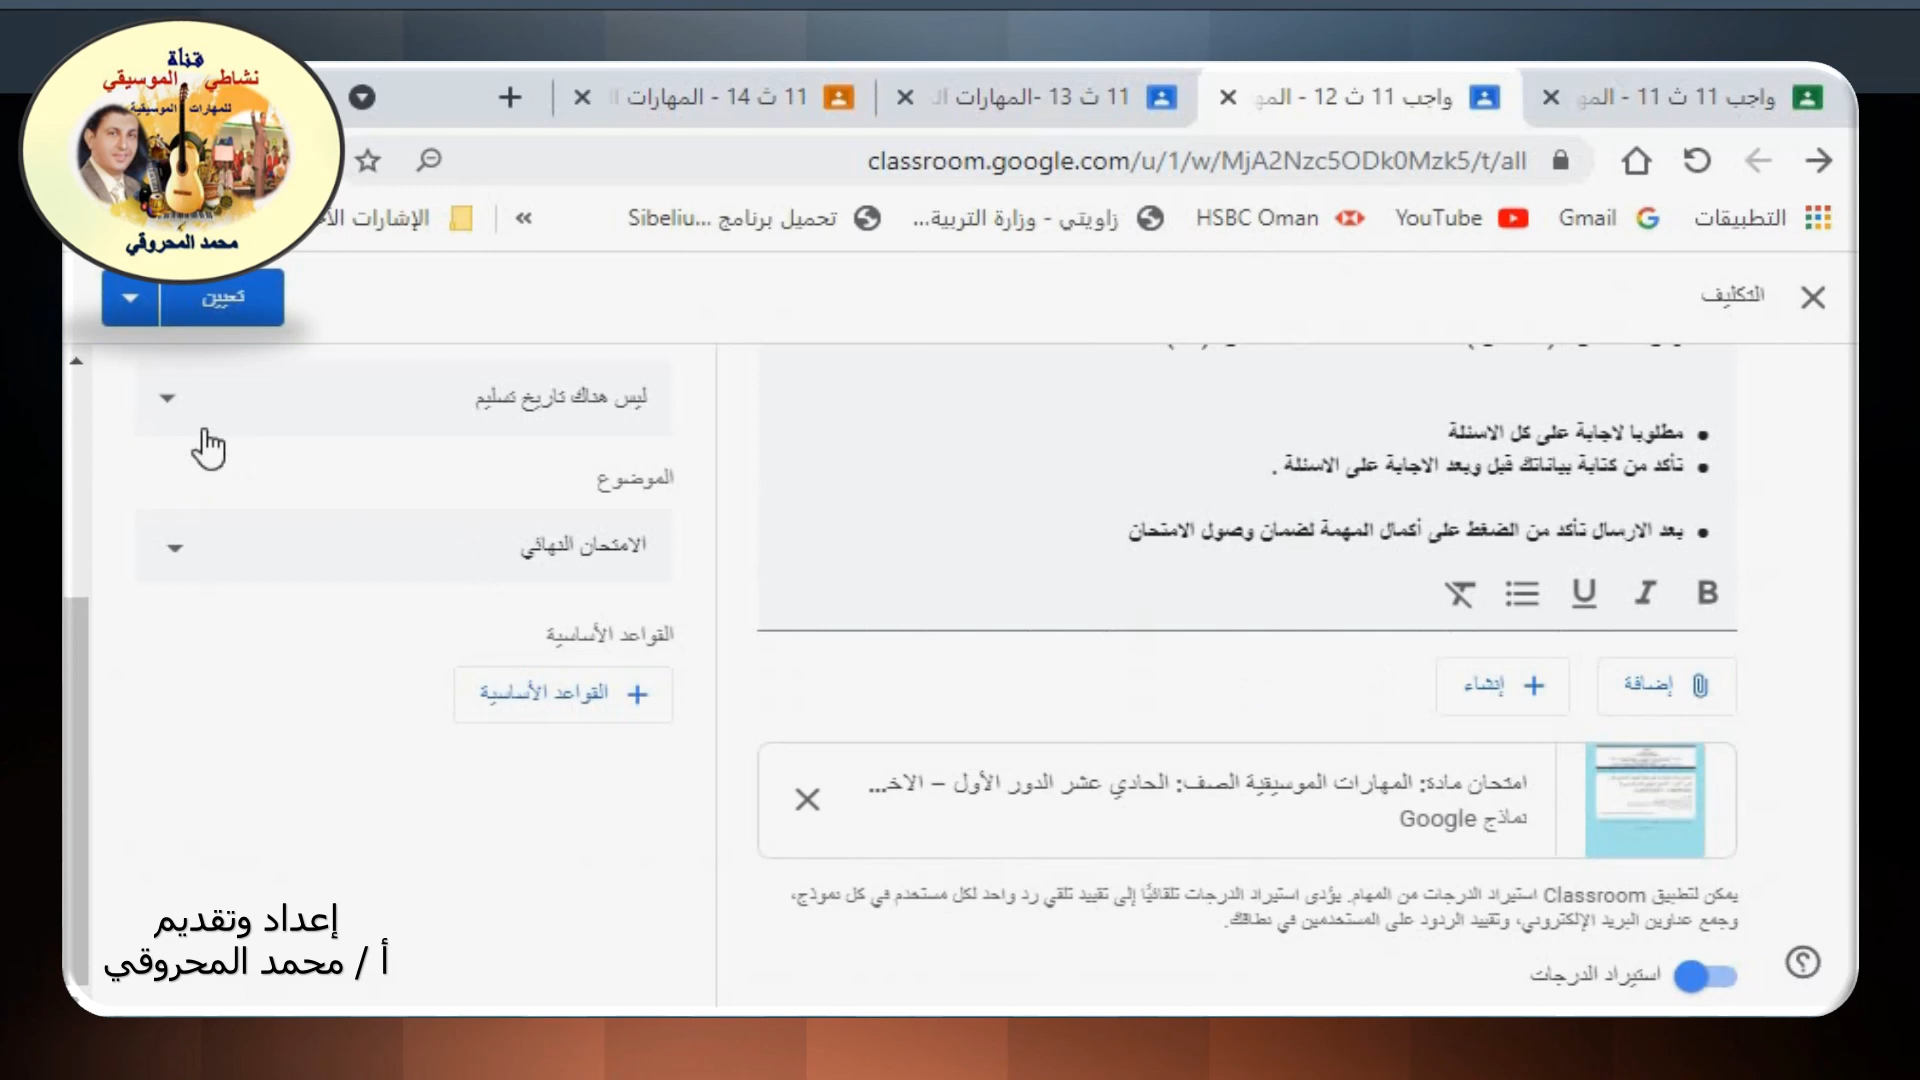 قناة
نشاطي الموسيقي
للمهارات الموسيقية
محمد المحروقي
واجب 11 ث 11 - المو
واجب 11 ث 12 - المو
11 ث 13 -المهارات الـ
11 ث 14 - المهارات ال
classroom.google.com/u/1/w/MjA2Nzc5ODk0Mzk5/t/all
التطبيقات
Gmail
YouTube
HSBC Oman
زاويتي - وزارة التربية...
تحميل برنامج Sibeliu...
»
الإشارات
التكليف
تعيين
مطلوبا لاجابة على كل الاسئلة
تأكد من كتابة بياناتك قبل وبعد الاجابة على الاسئلة .
بعد الارسال تأكد من الضغط على أكمال المهمة لضمان وصول الامتحان
B I U
إضافة
إنشاء
امتحان مادة: المهارات الموسيقية الصف: الحادي عشر الدور الأول – الاخ...
نماذج Google
يمكن لتطبيق Classroom استيراد الدرجات من المهام. يؤدى استيراد الدرجات تلقائيًا إلى تقييد تلقي رد واحد لكل مستخدم في كل نموذج،
وجمع عناوين البريد الإلكتروني، وتقييد الردود على المستخدمين في نطاقك.
استيراد الدرجات
ليس هناك تاريخ تسليم
الموضوع
الامتحان النهائي
القواعد الأساسية
القواعد الأساسية
إعداد وتقديم
أ / محمد المحروقي